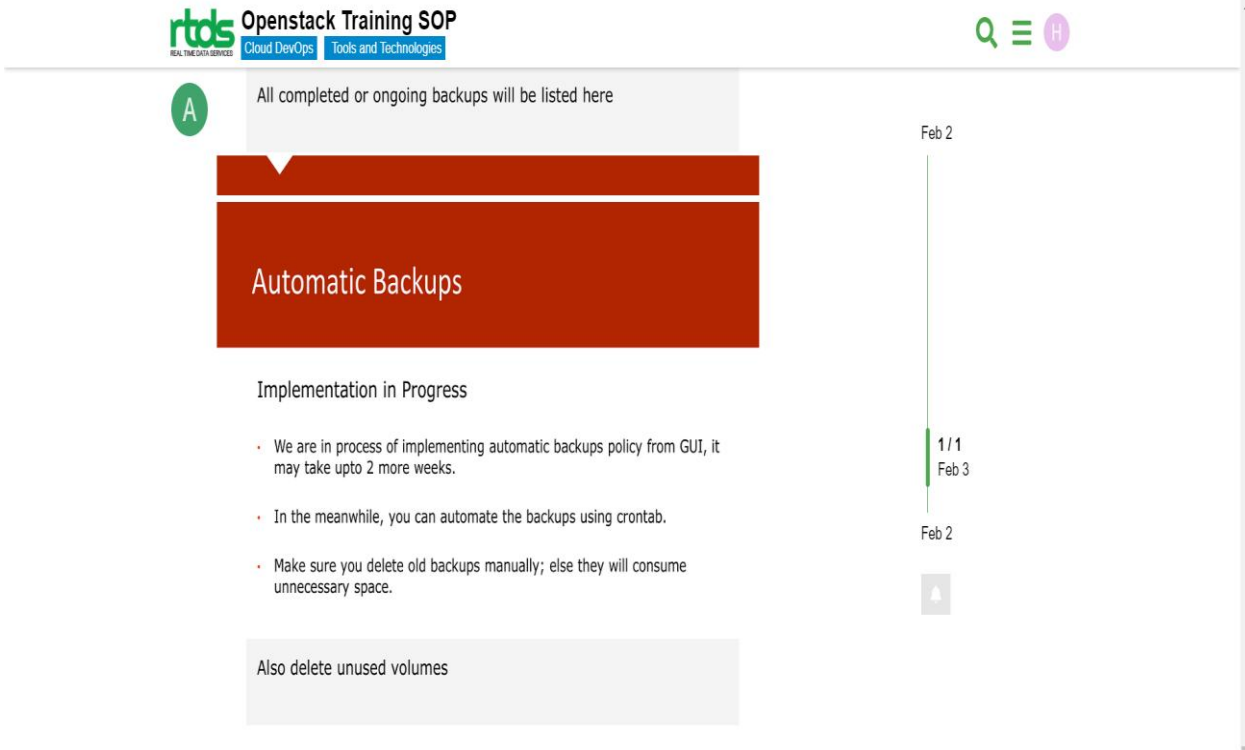 rtds
REAL TIME DATA SERVICES
Openstack Training SOP
Cloud DevOps
Tools and Technologies
H
A
All completed or ongoing backups will be listed here
Automatic Backups
Implementation in Progress
• We are in process of implementing automatic backups policy from GUI, it
may take upto 2 more weeks.
• In the meanwhile, you can automate the backups using crontab.
• Make sure you delete old backups manually; else they will consume
unnecessary space.
Also delete unused volumes
Feb 2
1 / 1
Feb 3
Feb 2